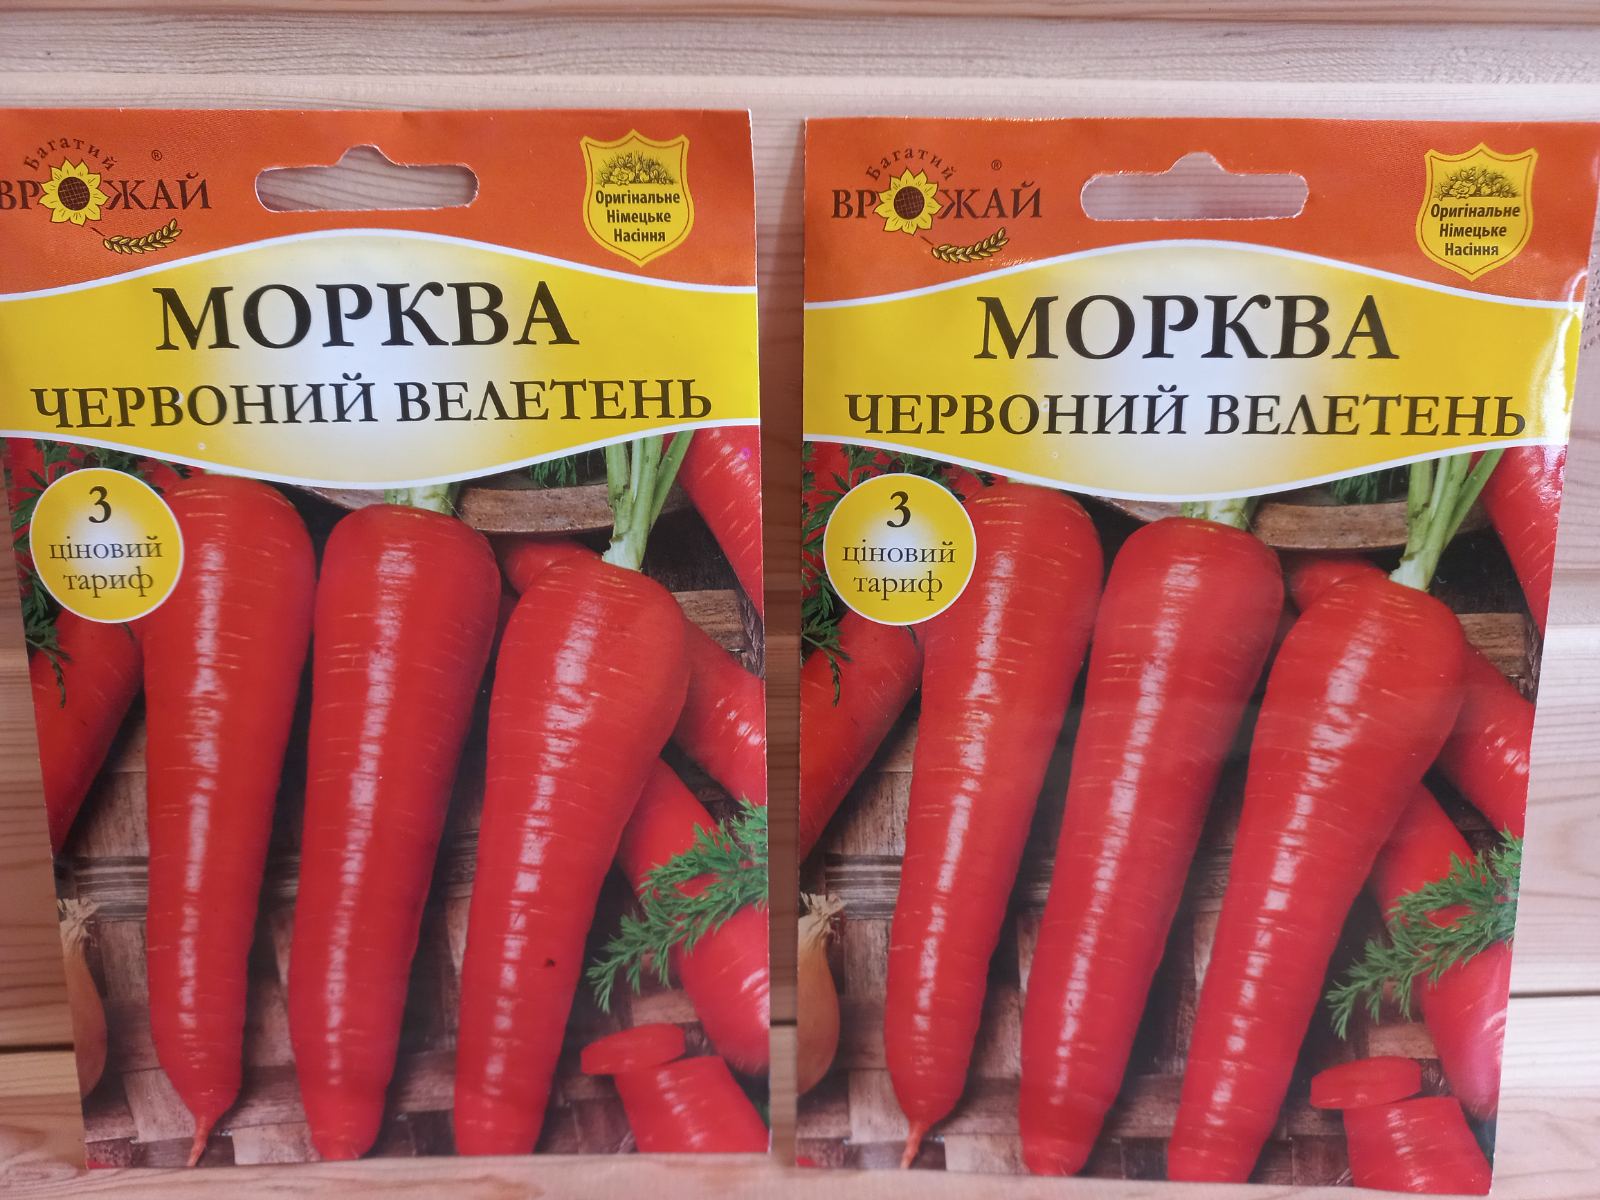 Багатий
ВРОЖАЙ
®
Оригінальне
Німецьке
Насіння
МОРКВА
ЧЕРВОНИЙ ВЕЛЕТЕНЬ
3
ціновий
тариф
Багатий
ВРОЖАЙ
®
Оригінальне
Німецьке
Насіння
МОРКВА
ЧЕРВОНИЙ ВЕЛЕТЕНЬ
3
ціновий
тариф